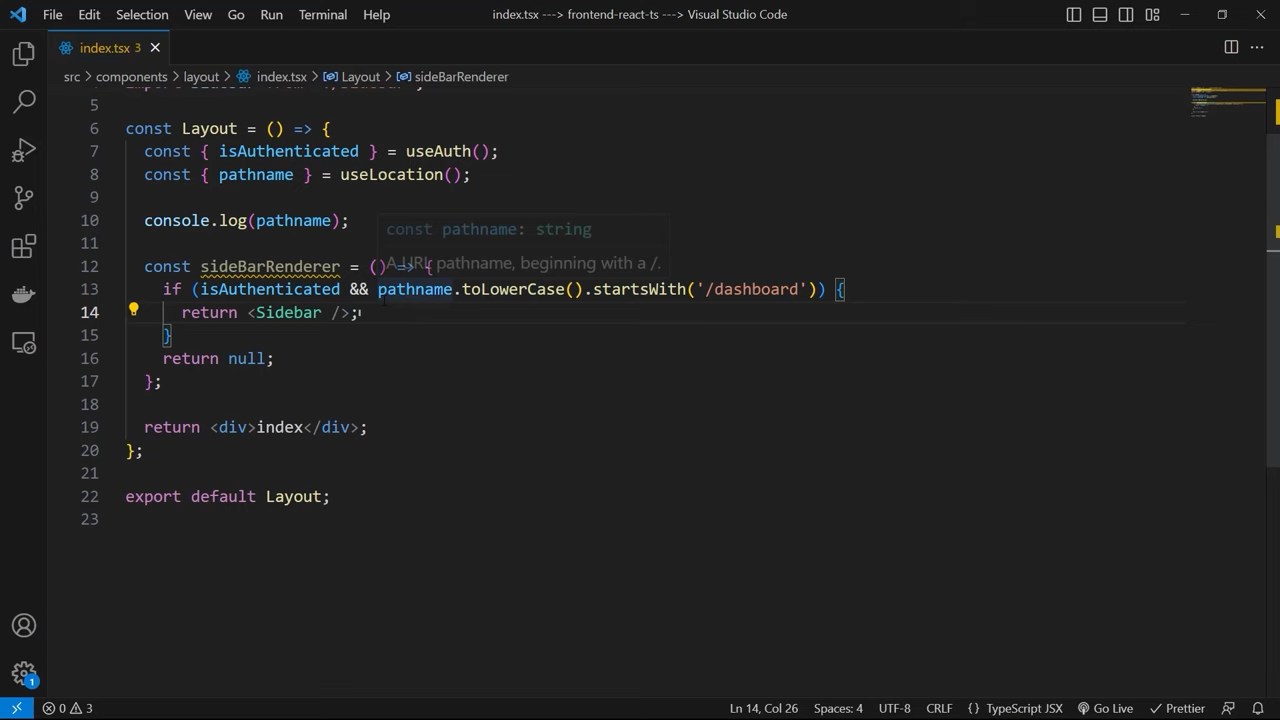 File Edit Selection View Go Run Terminal Help
index.tsx ---> frontend-react-ts ---> Visual Studio Code
index.tsx 3
src > components > layout > index.tsx > Layout > sideBarRenderer
5
6 const Layout = () => {
7 const { isAuthenticated } = useAuth();
8 const { pathname } = useLocation();
9
10 console.log(pathname);
const pathname: string
11
A URL pathname, beginning with a /.
12 const sideBarRenderer = () => {
13 if (isAuthenticated && pathname.toLowerCase().startsWith('/dashboard')) {
14 return <Sidebar />;
15 }
16 return null;
17 };
18
19 return <div>index</div>;
20 };
21
22 export default Layout;
23
1
0 3 Ln 14, Col 26 Spaces: 4 UTF-8 CRLF { } TypeScript JSX Go Live Prettier